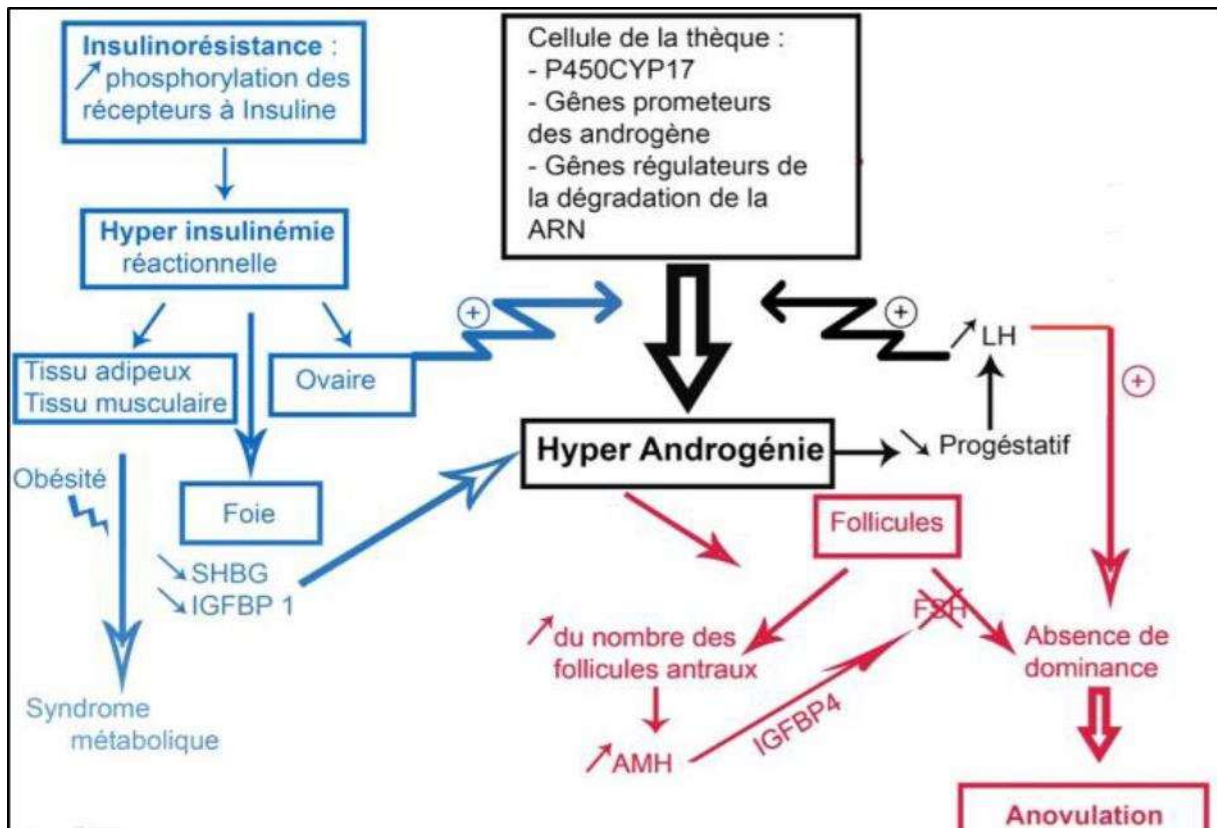 Insulinorésistance :
↗ phosphorylation des
récepteurs à Insuline
Hyper insulinémie
réactionnelle
Tissu adipeux
Tissu musculaire
Ovaire
Obésité
Foie
↘ SHBG
↘ IGFBP 1
Syndrome
métabolique
Cellule de la thèque :
- P450CYP17
- Gênes prometeurs
des androgène
- Gênes régulateurs de
la dégradation de la
ARN
+
+
↗ LH
+
Hyper Androgénie
↘ Progéstatif
Follicules
FSH
↗ du nombre des
follicules antraux
Absence de
dominance
IGFBP4
↗ AMH
Anovulation